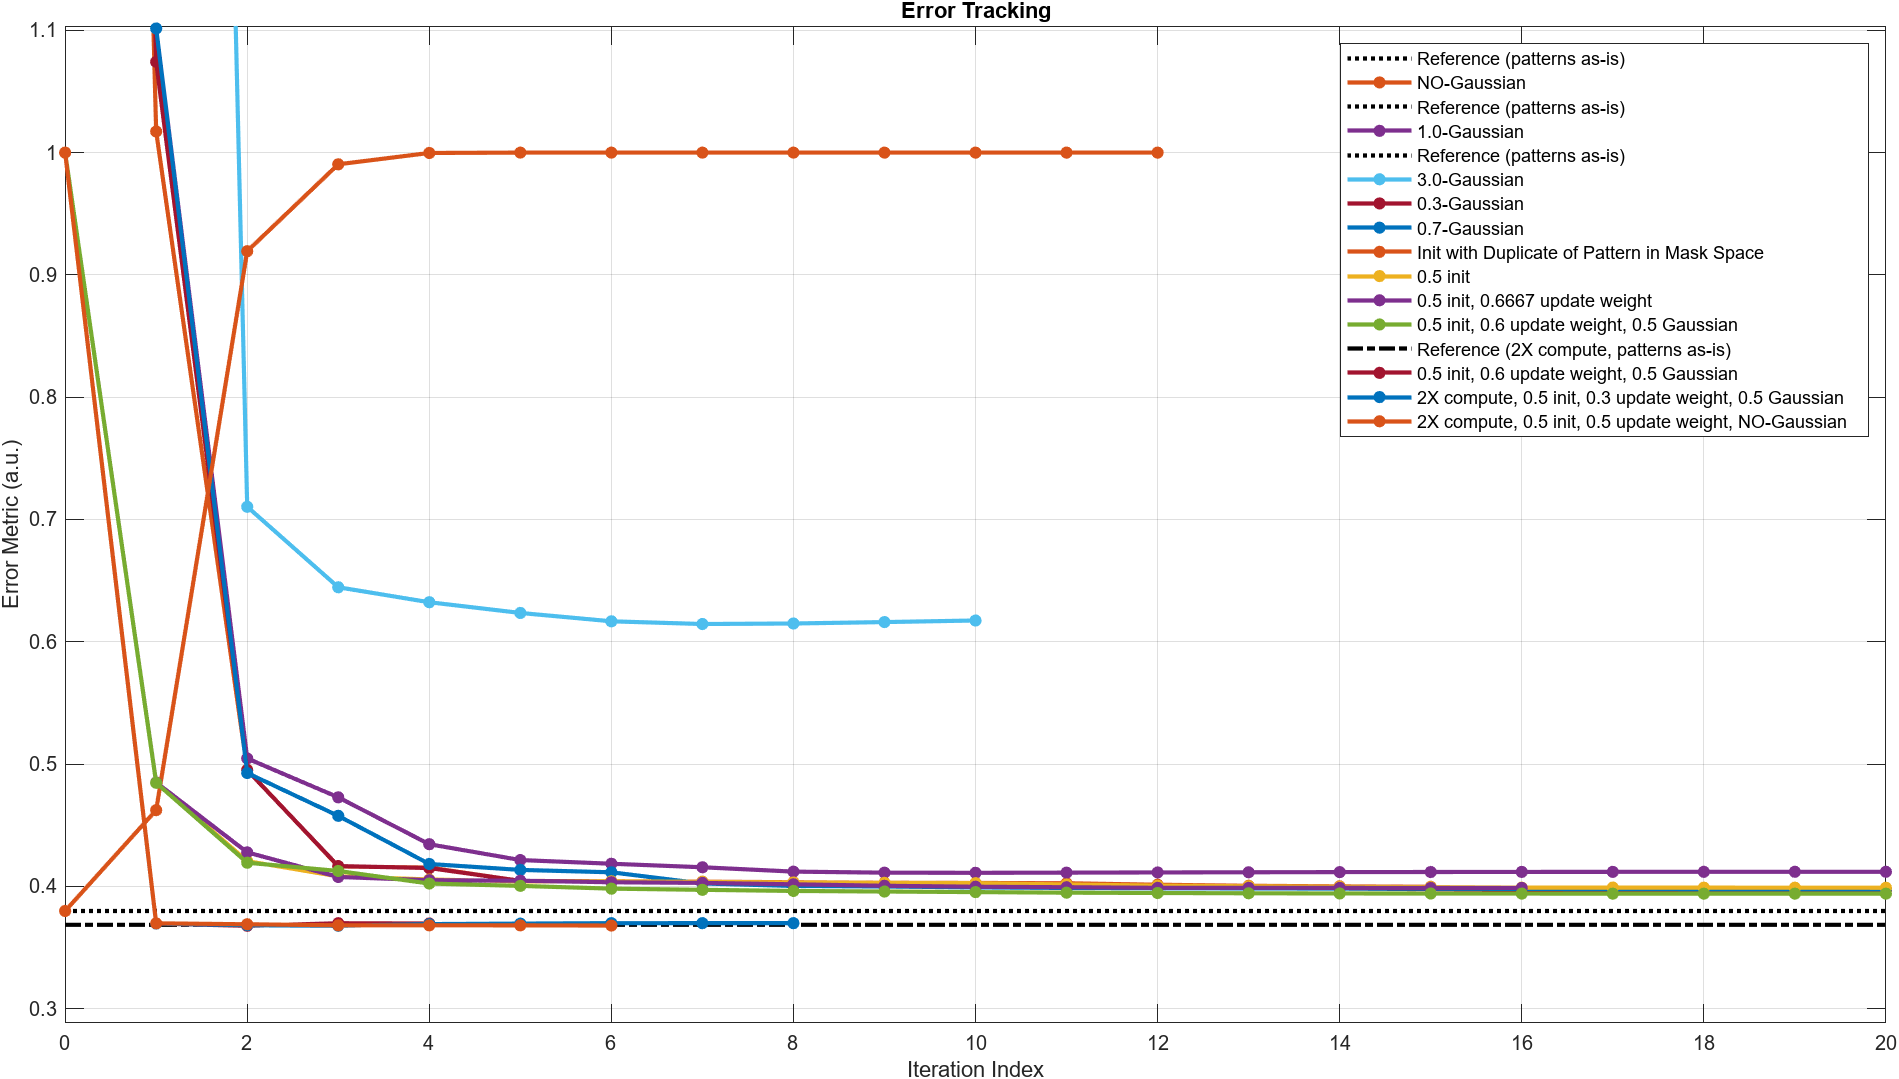 Error Tracking
1.1
1
0.9
0.8
0.7
0.6
0.5
0.4
0.3
Error Metric (a.u.)
Reference (patterns as-is)
NO-Gaussian
Reference (patterns as-is)
1.0-Gaussian
Reference (patterns as-is)
3.0-Gaussian
0.3-Gaussian
0.7-Gaussian
Init with Duplicate of Pattern in Mask Space
0.5 init
0.5 init, 0.6667 update weight
0.5 init, 0.6 update weight, 0.5 Gaussian
Reference (2X compute, patterns as-is)
0.5 init, 0.6 update weight, 0.5 Gaussian
2X compute, 0.5 init, 0.3 update weight, 0.5 Gaussian
2X compute, 0.5 init, 0.5 update weight, NO-Gaussian
0 2 4 6 8 10 12 14 16 18 20
Iteration Index